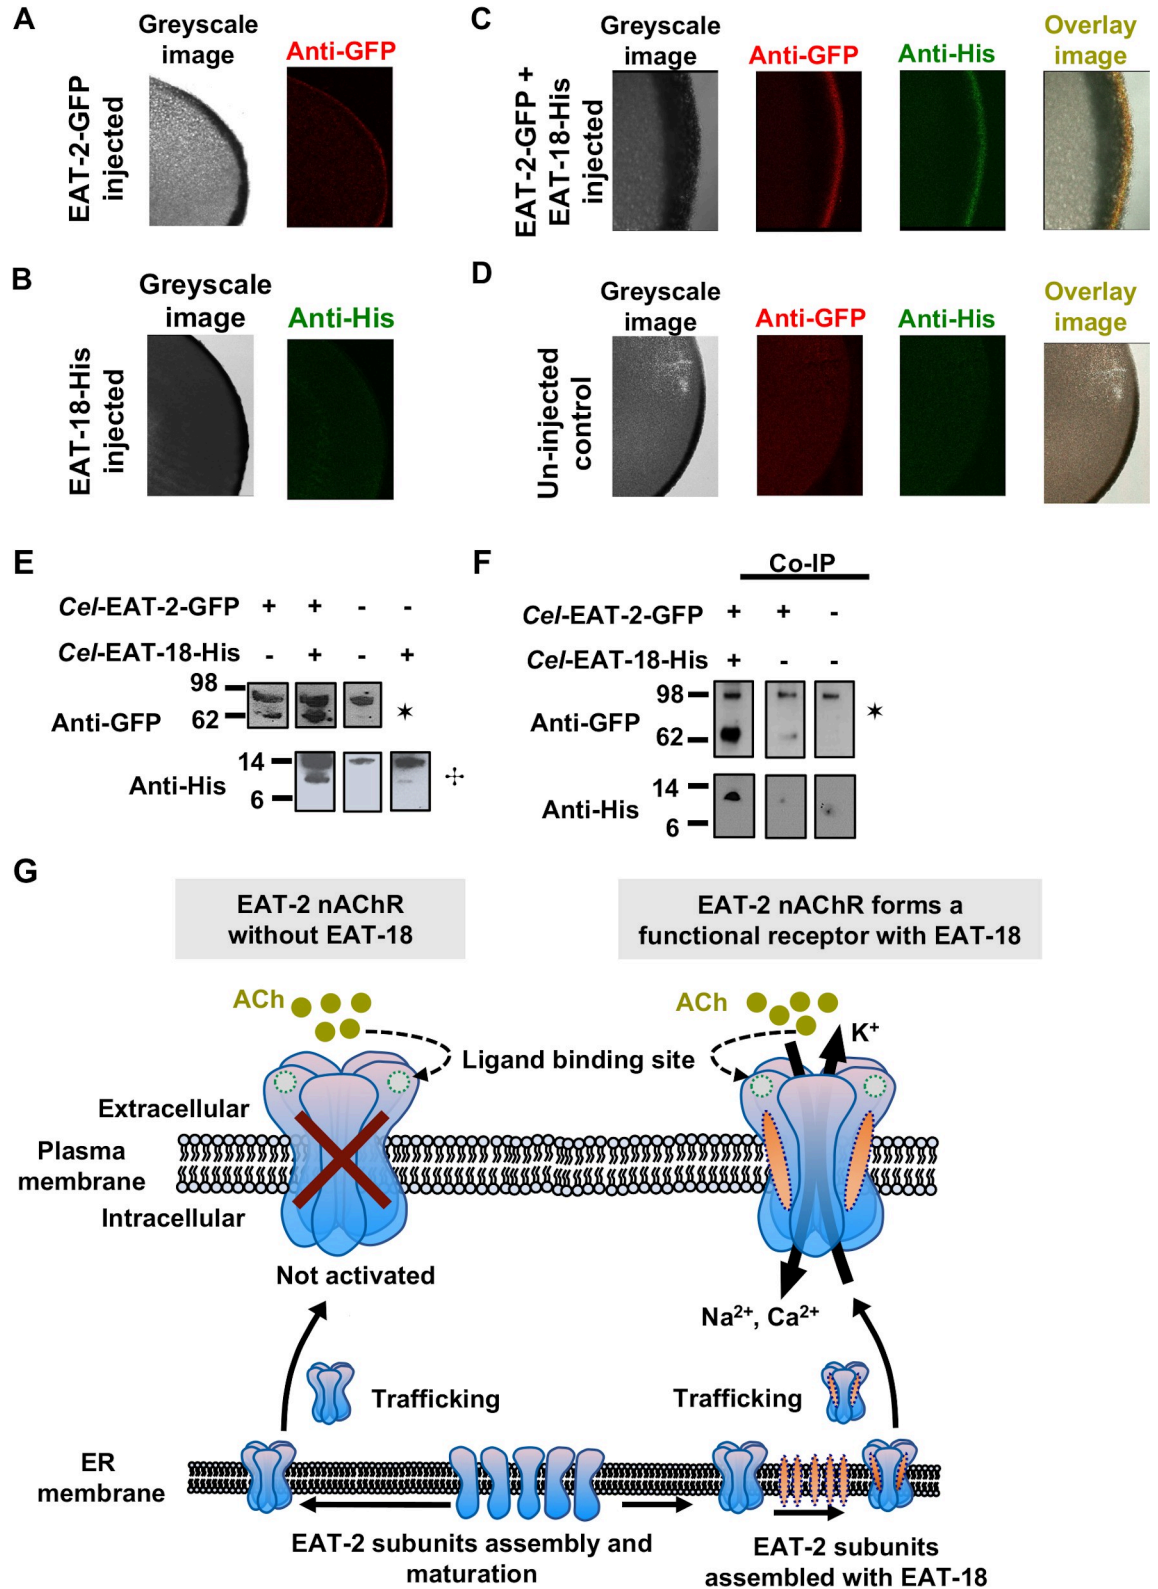 A
Greyscale
image
Anti-GFP
EAT-2-GFP
injected
B
Greyscale
image
Anti-His
EAT-18-His
injected
C
Greyscale
image
Anti-GFP
Anti-His
Overlay
image
EAT-2-GFP +
EAT-18-His
injected
D
Greyscale
image
Anti-GFP
Anti-His
Overlay
image
Un-injected
control
E
Cel-EAT-2-GFP + + - -
Cel-EAT-18-His - + - +
98
62
Anti-GFP
14
6
Anti-His
F
Co-IP
Cel-EAT-2-GFP + + -
Cel-EAT-18-His + - -
98
62
Anti-GFP
14
6
Anti-His
G
EAT-2 nAChR
without EAT-18
EAT-2 nAChR forms a
functional receptor with EAT-18
ACh
ACh
K⁺
Ligand binding site
Extracellular
Plasma
membrane
Intracellular
Not activated
Na²⁺, Ca²⁺
Trafficking
Trafficking
ER
membrane
EAT-2 subunits assembly and
maturation
EAT-2 subunits
assembled with EAT-18